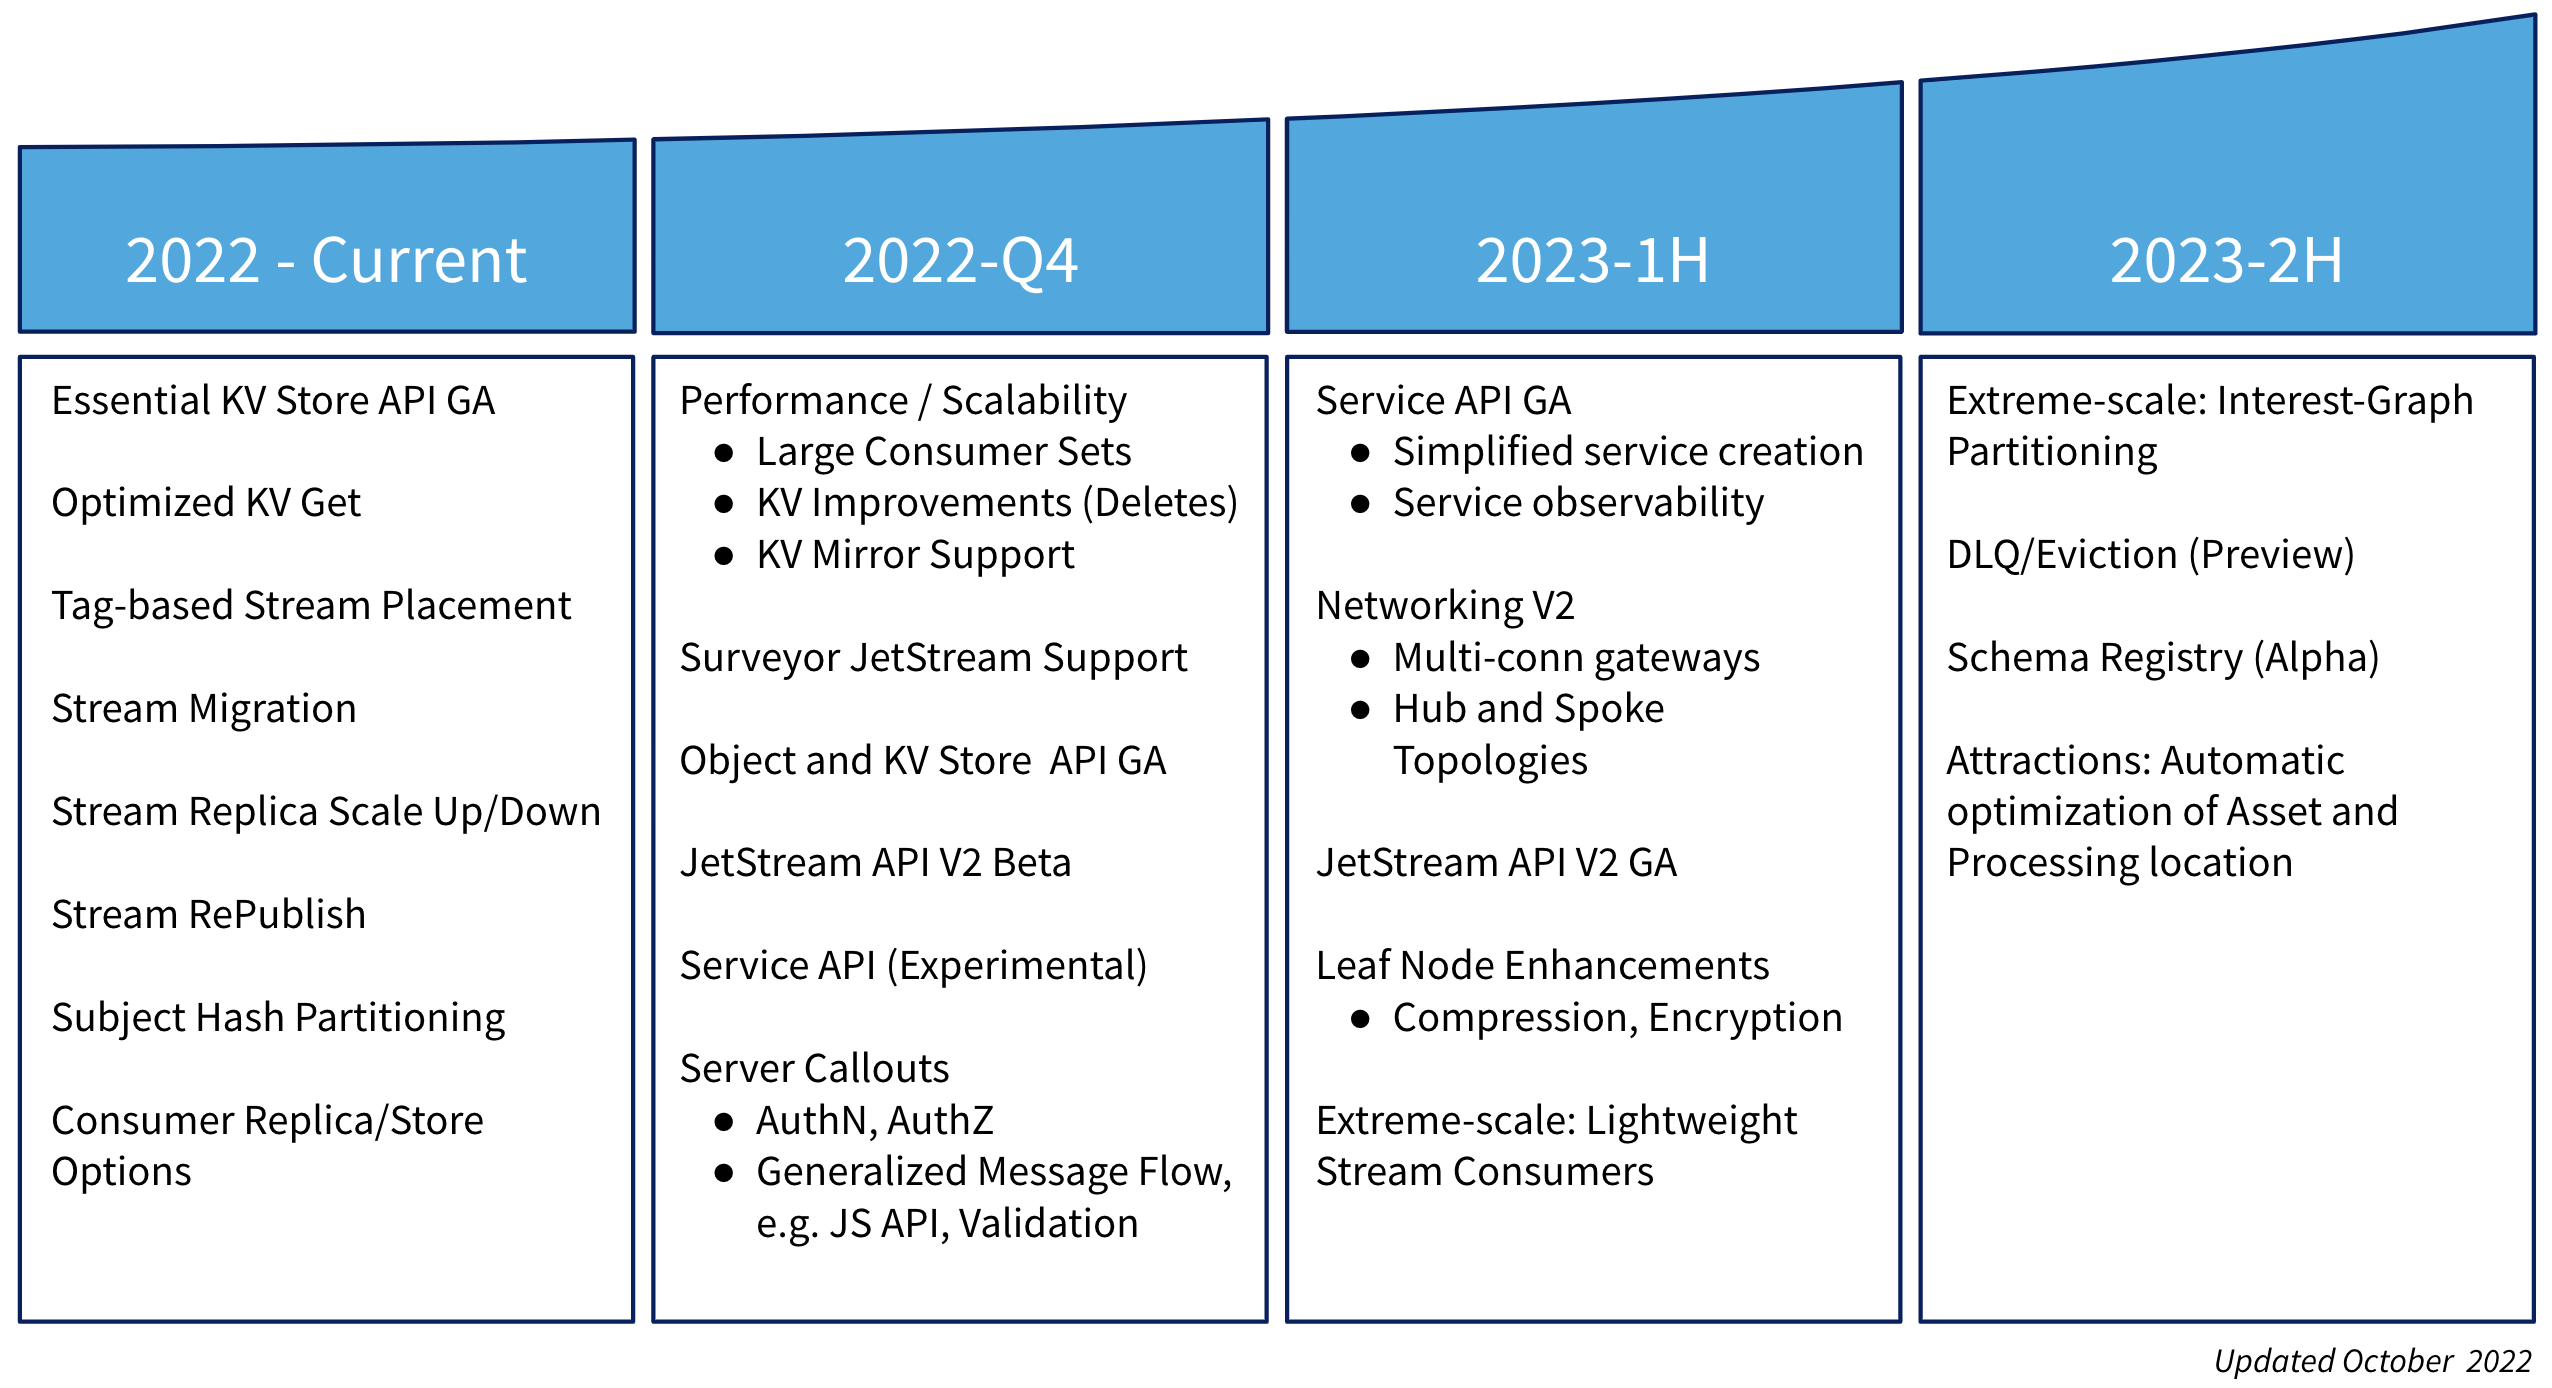 2022 - Current
Essential KV Store API GA
Optimized KV Get
Tag-based Stream Placement
Stream Migration
Stream Replica Scale Up/Down
Stream RePublish
Subject Hash Partitioning
Consumer Replica/Store
Options
2022-Q4
Performance / Scalability
● Large Consumer Sets
● KV Improvements (Deletes)
● KV Mirror Support
Surveyor JetStream Support
Object and KV Store API GA
JetStream API V2 Beta
Service API (Experimental)
Server Callouts
● AuthN, AuthZ
● Generalized Message Flow,
e.g. JS API, Validation
2023-1H
Service API GA
● Simplified service creation
● Service observability
Networking V2
● Multi-conn gateways
● Hub and Spoke
Topologies
JetStream API V2 GA
Leaf Node Enhancements
● Compression, Encryption
Extreme-scale: Lightweight
Stream Consumers
2023-2H
Extreme-scale: Interest-Graph
Partitioning
DLQ/Eviction (Preview)
Schema Registry (Alpha)
Attractions: Automatic
optimization of Asset and
Processing location
Updated October 2022